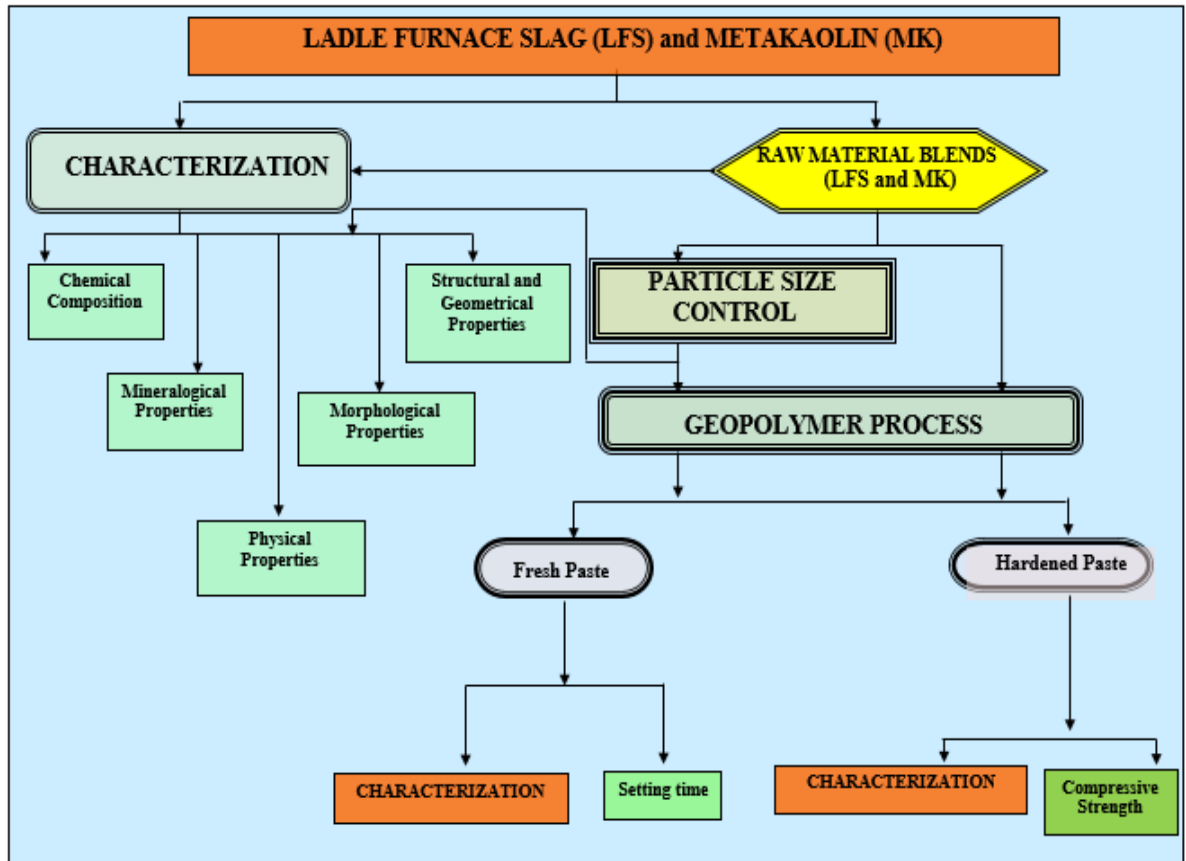 LADLE FURNACE SLAG (LFS) and METAKAOLIN (MK)
CHARACTERIZATION
RAW MATERIAL BLENDS
(LFS and MK)
Chemical
Composition
Structural and
Geometrical
Properties
PARTICLE SIZE
CONTROL
Mineralogical
Properties
Morphological
Properties
GEOPOLYMER PROCESS
Physical
Properties
Fresh Paste
Hardened Paste
CHARACTERIZATION
Setting time
CHARACTERIZATION
Compressive
Strength